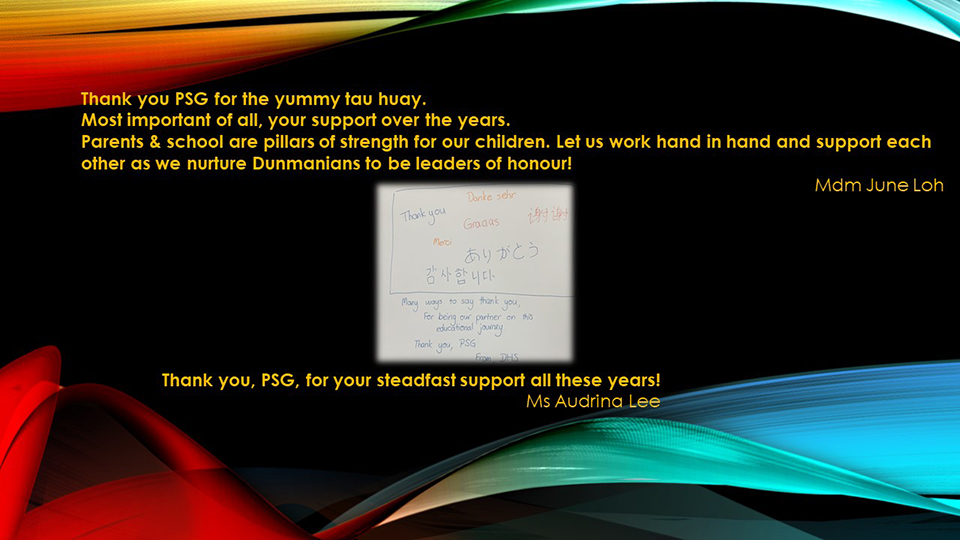 Thank you PSG for the yummy tau huay.
Most important of all, your support over the years.
Parents & school are pillars of strength for our children. Let us work hand in hand and support each
other as we nurture Dunmanians to be leaders of honour!
Mdm June Loh
Danke sehr
Thank you
谢谢
Gracias
Merci
ありがとう
감사합니다
Many ways to say thank you,
For being our partner on this
educational journey
Thank you, PSG
From, DHS
Thank you, PSG, for your steadfast support all these years!
Ms Audrina Lee